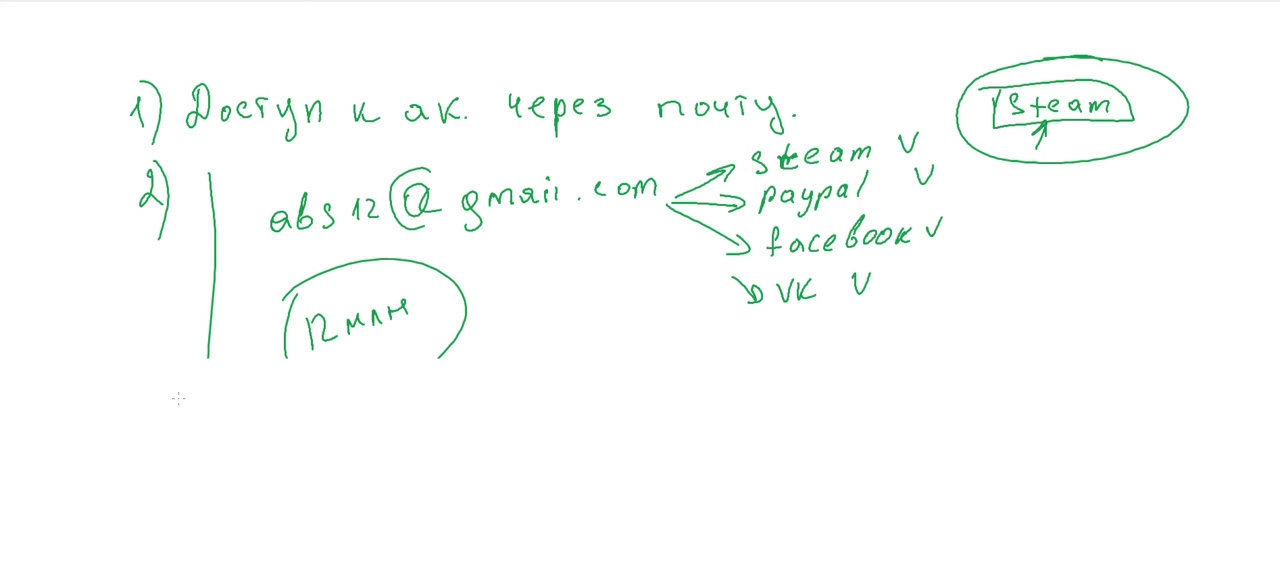 1) Доступ к ак. через почту.
Steam
2) abs12@gmail.com
steam v
paypal v
facebook v
VK v
12 млн